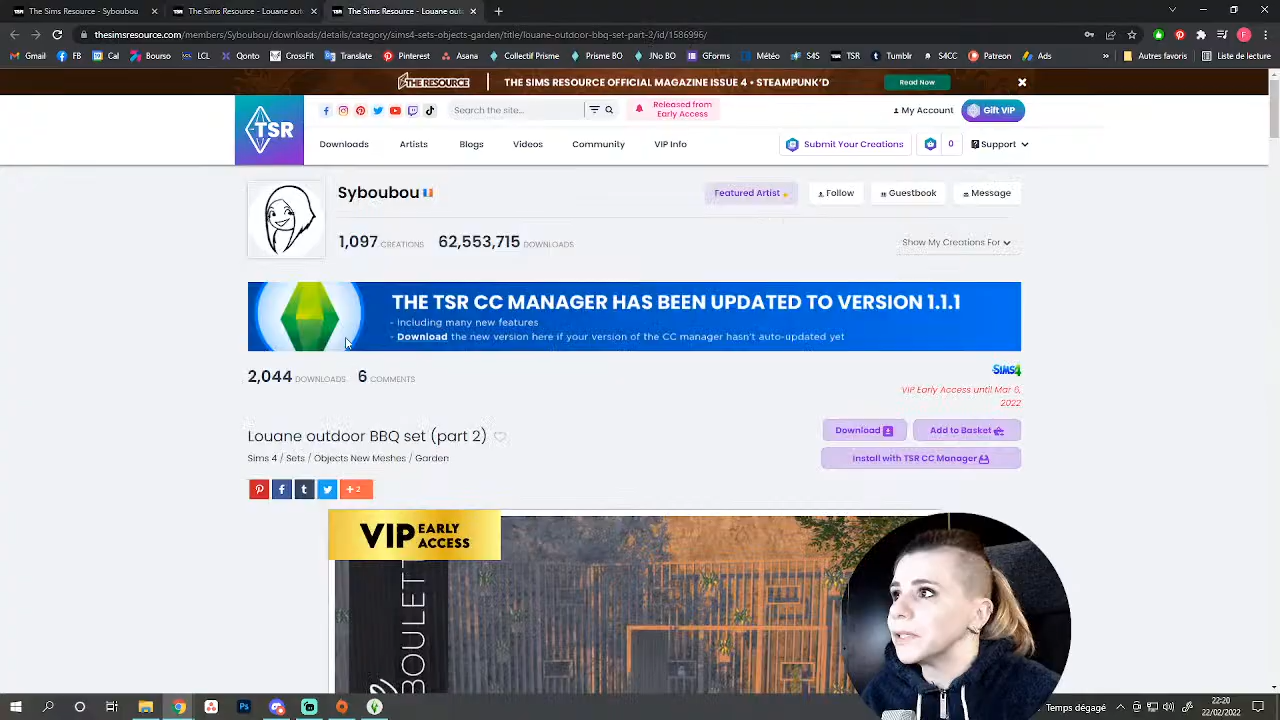 The Sims Resource - Syboubou
The Sims Resource - LOL
The Sims Resource - Louane outdo
thesimsresource.com/members/Syboubou/downloads/details/category/sims4-sets-objects-garden/title/louane-outdoor-bbq-set-part-2/id/1586996/
Gmail FB Cal Bourso LCL Qonto Translate Pinterest Asana Collectif Prisme Prisme BO JNo BO GForms Météo S4S TSR Tumblr S4CC Patreon Ads » Autres favoris Liste de lecture
THE RESOURCE THE SIMS RESOURCE OFFICIAL MAGAZINE ISSUE 4 • STEAMPUNK'D Read Now
TSR
Search the site...
Released from
Early Access
My Account Gift VIP
Downloads Artists Blogs Videos Community VIP Info Submit Your Creations 0 Support
Syboubou
Featured Artist Follow Guestbook Message
1,097 CREATIONS 62,553,715 DOWNLOADS
Show My Creations For
THE TSR CC MANAGER HAS BEEN UPDATED TO VERSION 1.1.1
- Including many new features
- Download the new version here if your version of the CC manager hasn't auto-updated yet
2,044 DOWNLOADS 6 COMMENTS
SIMS4
VIP Early Access until Mar 6,
2022
Louane outdoor BBQ set (part 2)
Download Add to Basket
Sims 4 / Sets / Objects New Meshes / Garden
Install with TSR CC Manager
+ 2
VIP EARLY
ACCESS
BOULET
Temps dégagé
22:20
22/02/2022